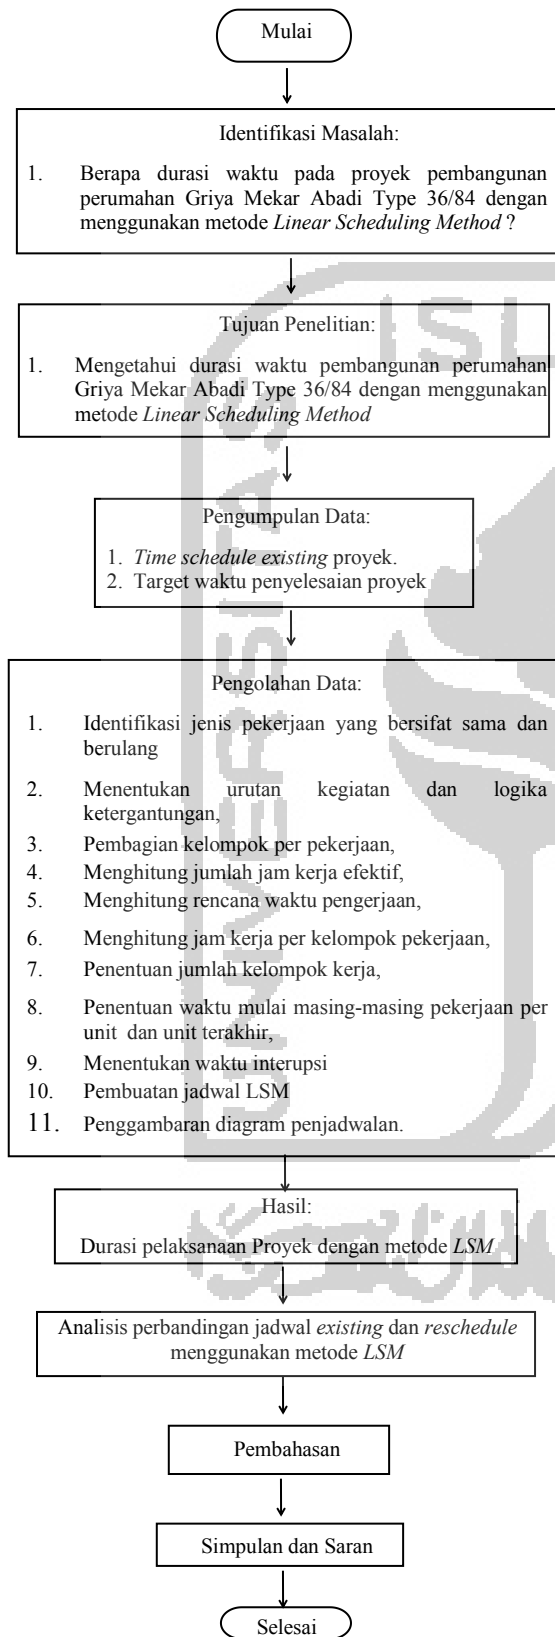 Mulai
Identifikasi Masalah:
1. Berapa durasi waktu pada proyek pembangunan
perumahan Griya Mekar Abadi Type 36/84 dengan
menggunakan metode Linear Scheduling Method ?
ISL
Tujuan Penelitian:
1. Mengetahui durasi waktu pembangunan perumahan
Griya Mekar Abadi Type 36/84 dengan menggunakan
metode Linear Scheduling Method
UNIVERSITAS
Pengumpulan Data:
1. Time schedule existing proyek.
2. Target waktu penyelesaian proyek
Pengolahan Data:
1. Identifikasi jenis pekerjaan yang bersifat sama dan
berulang
2. Menentukan urutan kegiatan dan logika
ketergantungan,
3. Pembagian kelompok per pekerjaan,
4. Menghitung jumlah jam kerja efektif,
5. Menghitung rencana waktu pengerjaan,
6. Menghitung jam kerja per kelompok pekerjaan,
7. Penentuan jumlah kelompok kerja,
8. Penentuan waktu mulai masing-masing pekerjaan per
unit dan unit terakhir,
9. Menentukan waktu interupsi
10. Pembuatan jadwal LSM
11. Penggambaran diagram penjadwalan.
Hasil:
Durasi pelaksanaan Proyek dengan metode LSM
Analisis perbandingan jadwal existing dan reschedule
menggunakan metode LSM
Pembahasan
Simpulan dan Saran
Selesai